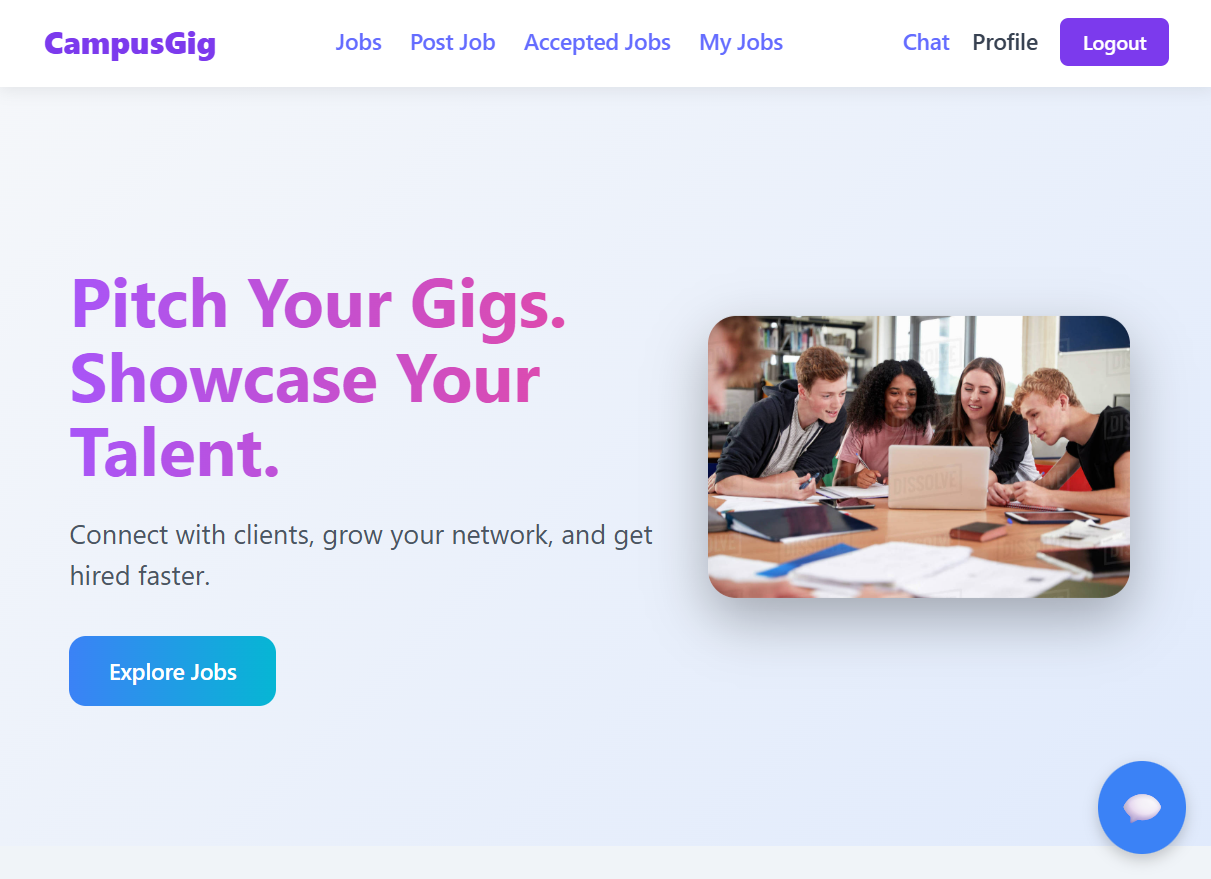 CampusGig
Jobs
Post Job
Accepted Jobs
My Jobs
Chat
Profile
Logout
Pitch Your Gigs.
Showcase Your
Talent.
Connect with clients, grow your network, and get
hired faster.
Explore Jobs
DISSOLVE